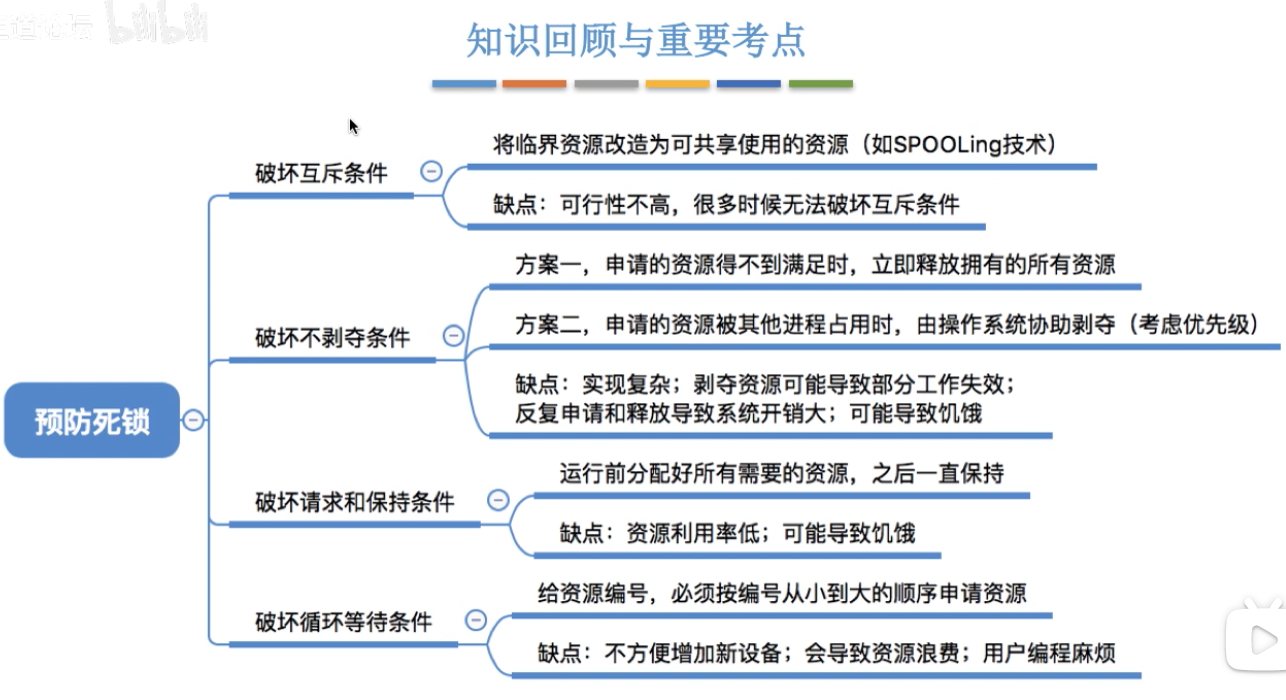 bilibili
知识回顾与重要考点
预防死锁
破坏互斥条件
将临界资源改造为可共享使用的资源（如SPOOLing技术）
缺点：可行性不高，很多时候无法破坏互斥条件
破坏不剥夺条件
方案一，申请的资源得不到满足时，立即释放拥有的所有资源
方案二，申请的资源被其他进程占用时，由操作系统协助剥夺（考虑优先级）
缺点：实现复杂；剥夺资源可能导致部分工作失效；
反复申请和释放导致系统开销大；可能导致饥饿
破坏请求和保持条件
运行前分配好所有需要的资源，之后一直保持
缺点：资源利用率低；可能导致饥饿
破坏循环等待条件
给资源编号，必须按编号从小到大的顺序申请资源
缺点：不方便增加新设备；会导致资源浪费；用户编程麻烦